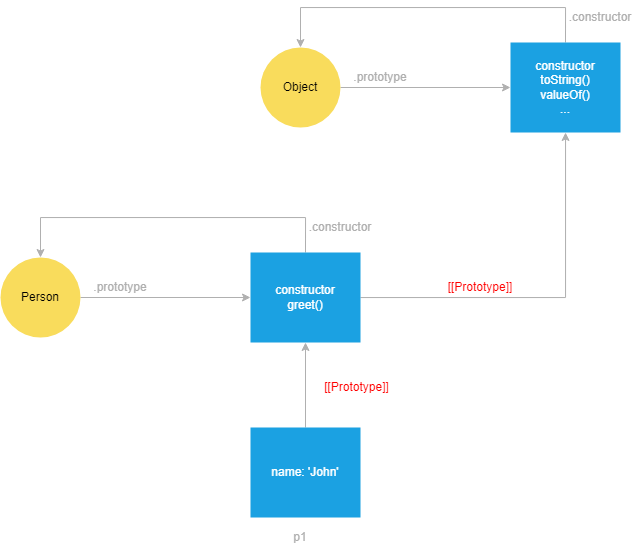 .constructor
Object
.prototype
constructor
toString()
valueOf()
...
.constructor
Person
.prototype
constructor
greet()
[[Prototype]]
[[Prototype]]
name: 'John'
p1